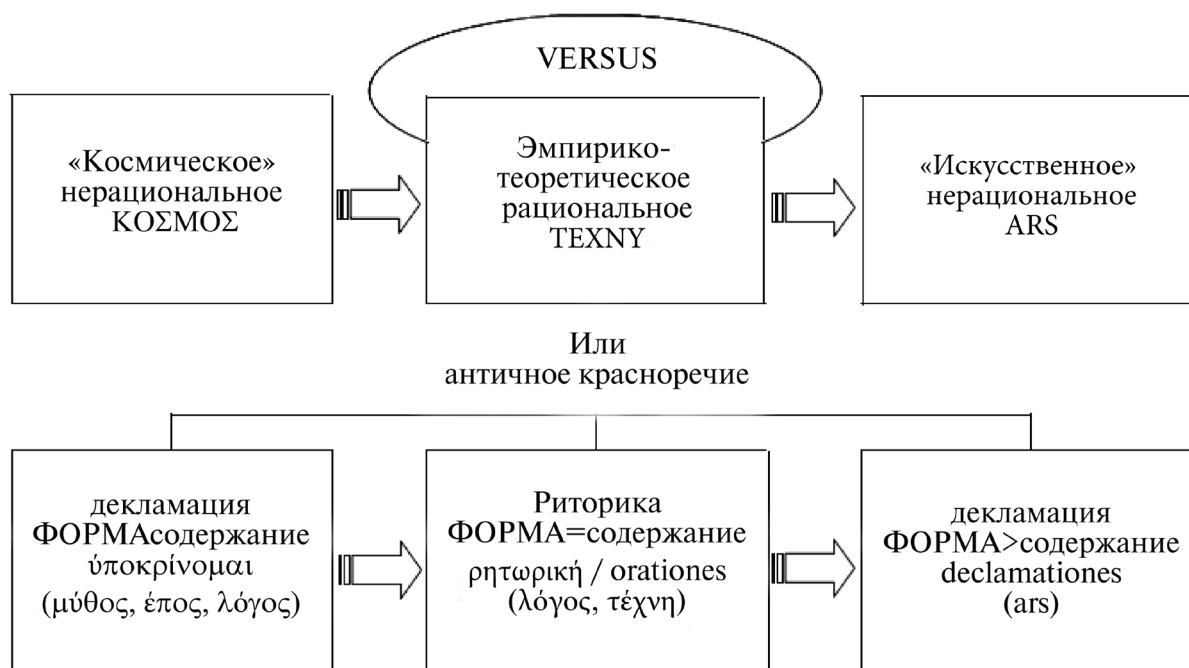 VERSUS
«Космическое»
нерациональное
ΚΟΣΜΟΣ
Эмпирико-
теоретическое
рациональное
TEXNY
«Искусственное»
нерациональное
ARS
Или
античное красноречие
декламация
ФОРМАсодержание
ὑποκρίνομαι
(μύθος, έπος, λόγος)
Риторика
ФОРМА=содержание
ρητωρική / orationes
(λόγος, τέχνη)
декламация
ФОРМА>содержание
declamationes
(ars)